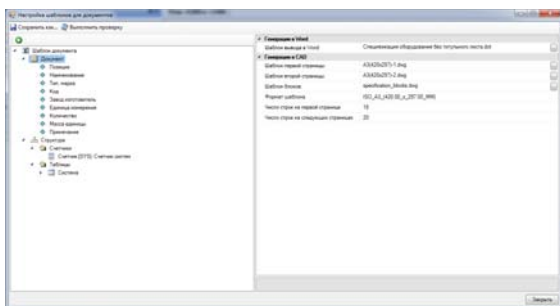 Настройка шаблонов для документов
Сохранить как... Выполнить проверку
Шаблон документа
Документ
Позиция
Наименование
Тип, марка
Код
Завод-изготовитель
Единица измерения
Количество
Масса единицы
Примечание
Структура
Счетчики
Счетчик [STS]: Счетчик систем
Таблицы
Система
Генерация в Word
Шаблон вывода в Word Спецификация оборудования без титульного листа.dot
Генерация в CAD
Шаблон первой страницы A3(420x297)-1.dwg
Шаблон второй страницы A3(420x297)-2.dwg
Шаблон блоков specification_blocks.dwg
Формат шаблона ISO_A3_(420.00_x_297.00_MM)
Число строк на первой странице 18
Число строк на следующих страницах 20
Закрыть